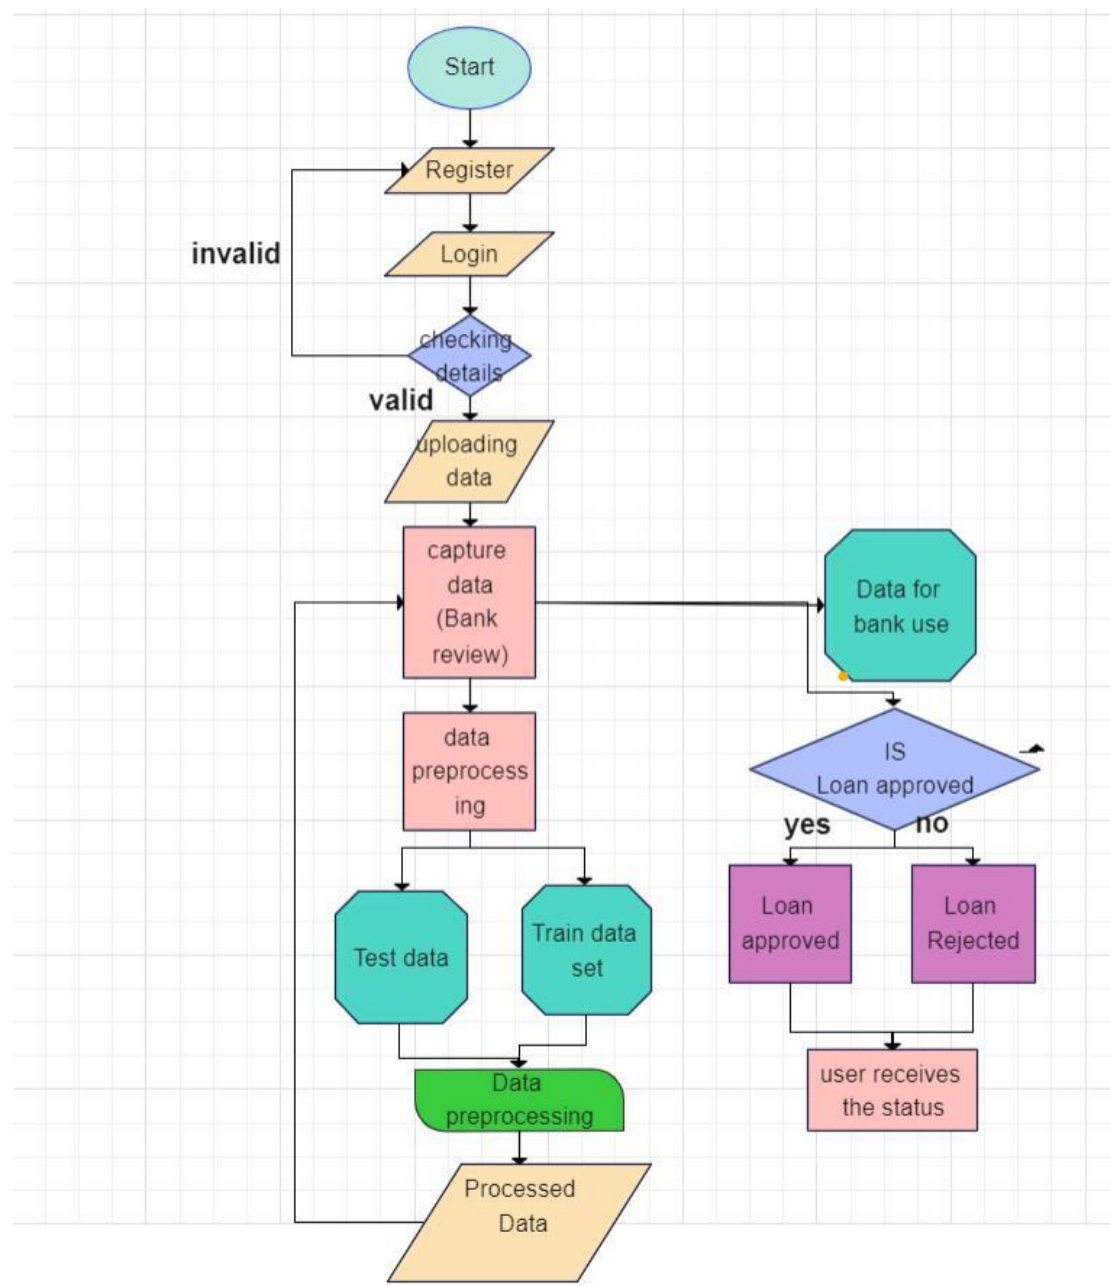 Start
Register
invalid
Login
checking
details
valid
uploading
data
capture
data
(Bank
review)
Data for
bank use
data
preprocess
ing
IS
Loan approved
yes
no
Test data
Train data
set
Loan
approved
Loan
Rejected
Data
preprocessing
user receives
the status
Processed
Data